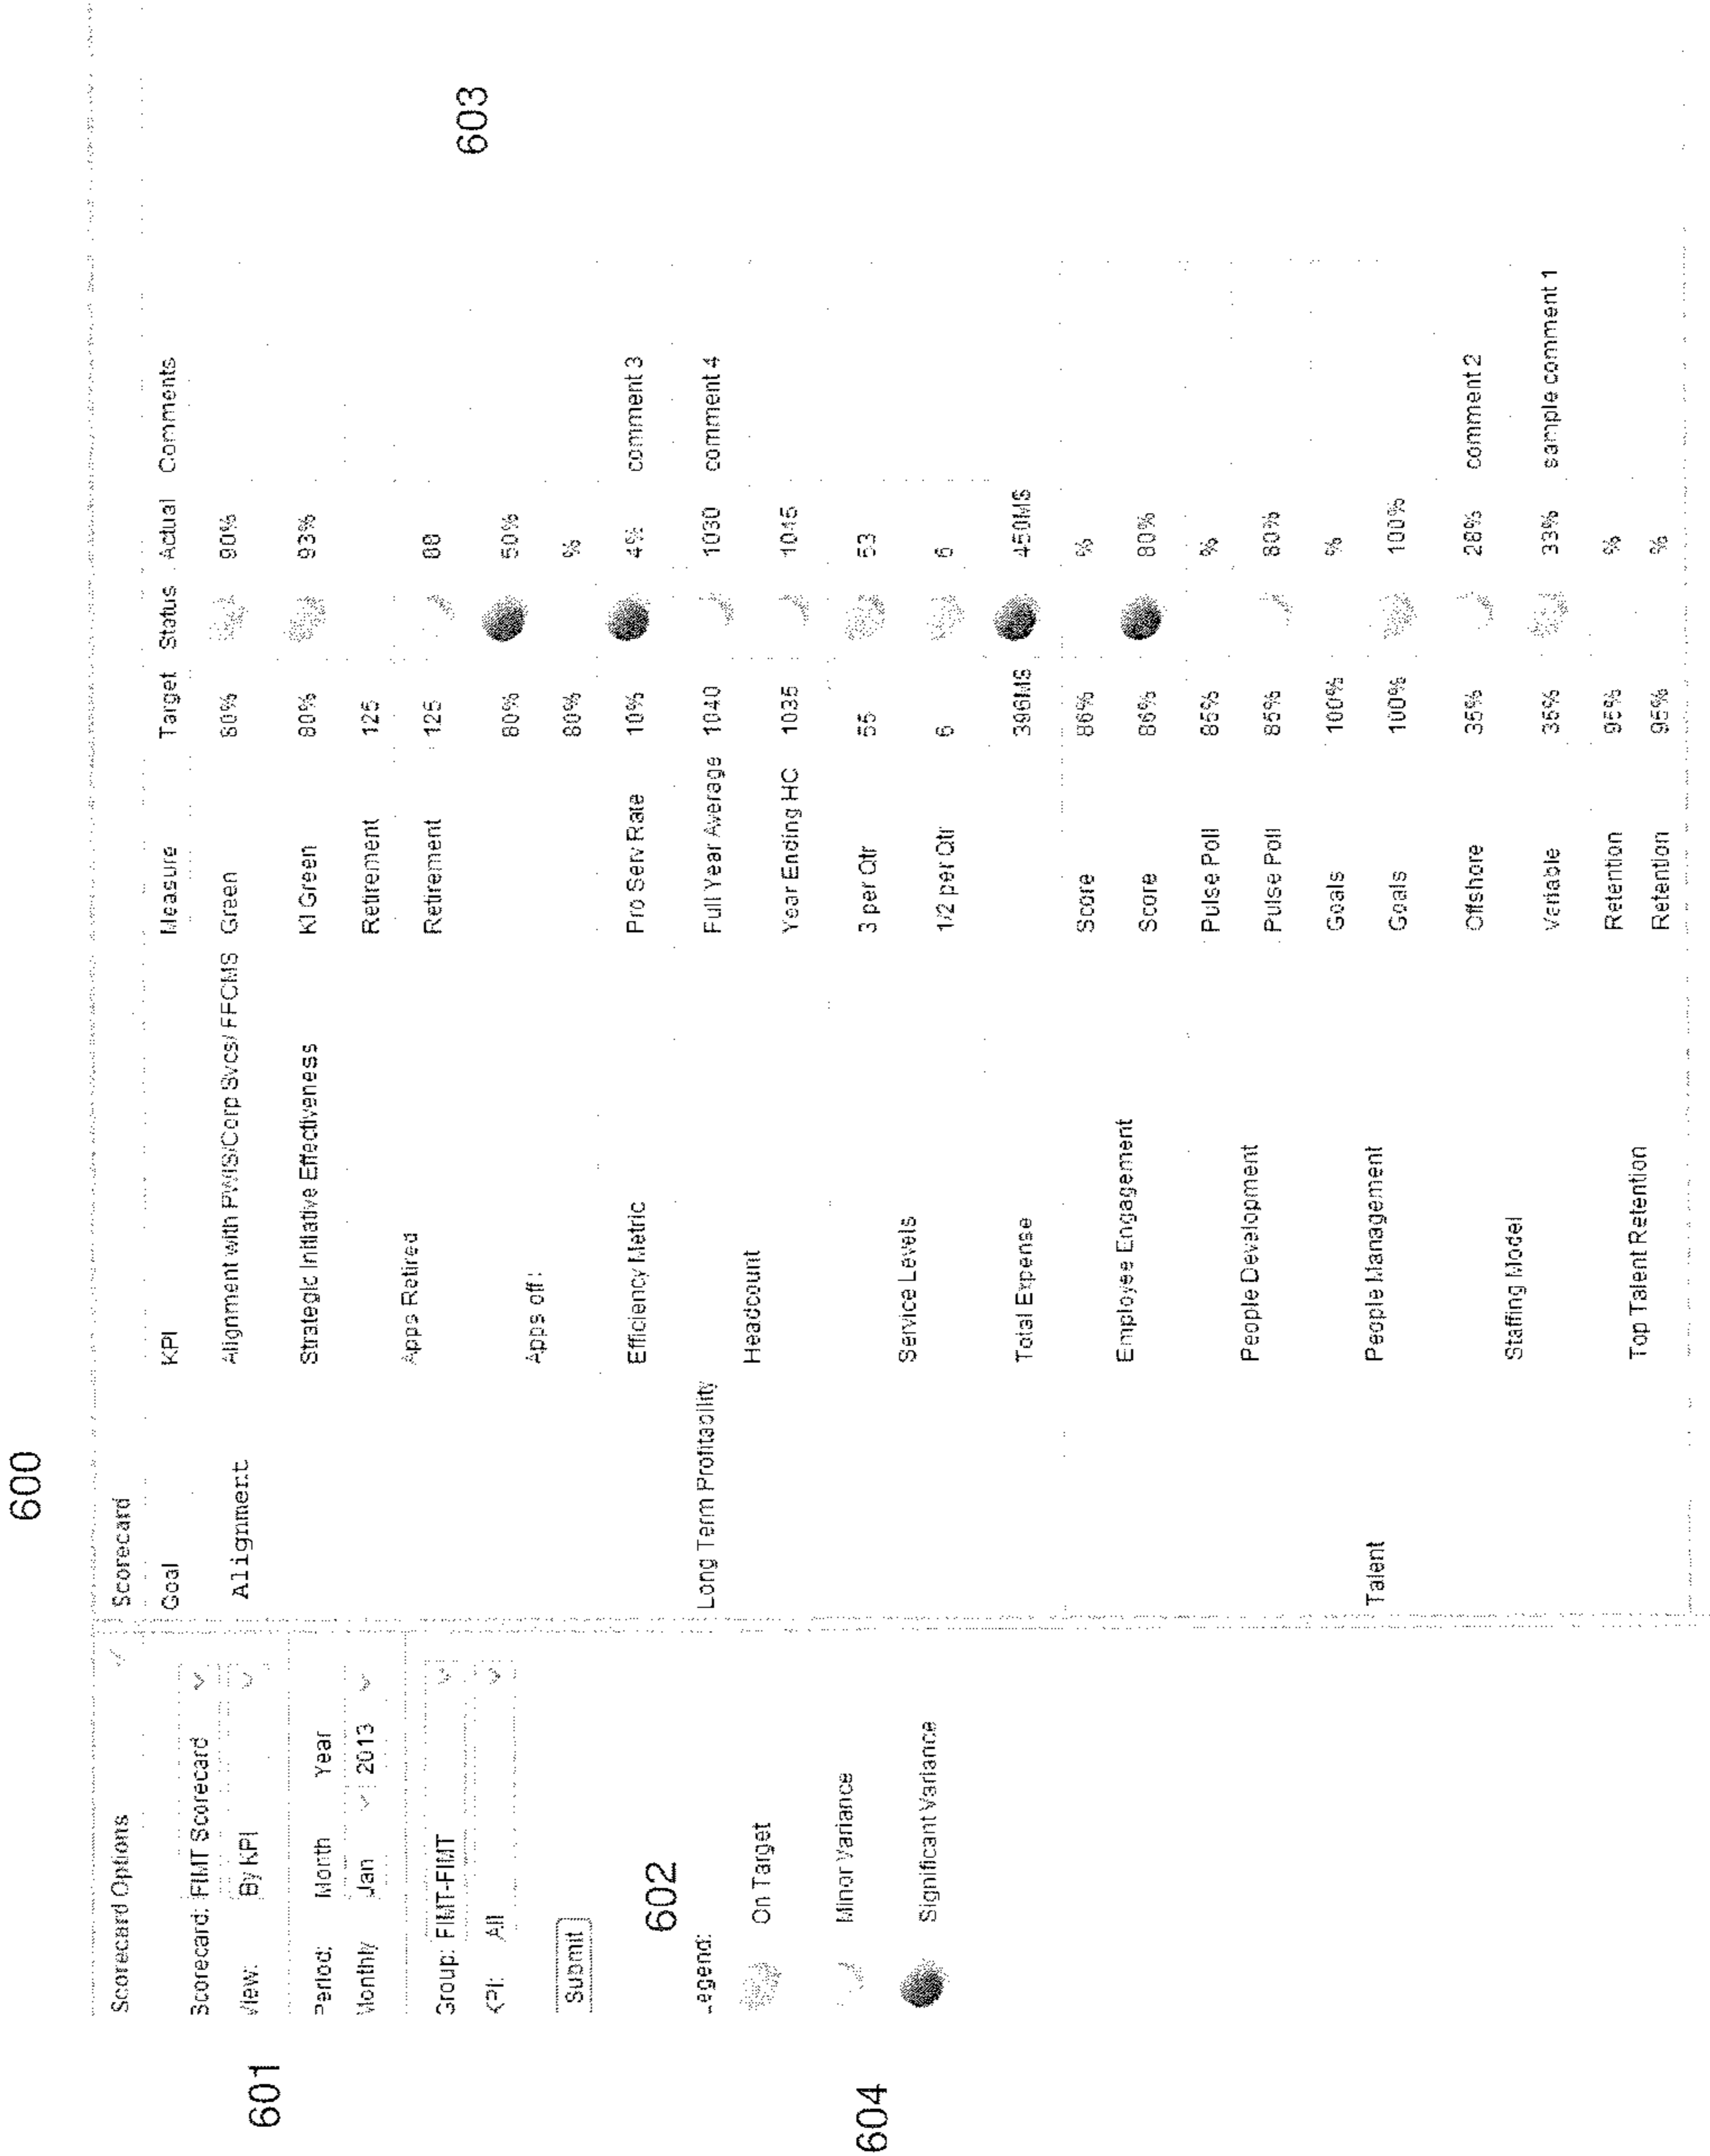 600
601
Scorecard Options
Scorecard: FIMT Scorecard
View: By KPI
Period: Month Year
Monthly Jan 2013
Group: FIMT-FIMT
KPI: All
Submit
602
Legend:
On Target
604
Minor Variance
Significant Variance
Scorecard
Goal KPI Measure Target Status Actual Comments
Alignment Alignment with PWIS/Corp Svcs/ FFCMS Green 80% 90%
Strategic Initiative Effectiveness KI Green 80% 93%
603
Retirement 125
Apps Retired
Retirement 125 88
80% 50%
Apps off :
80% %
Efficiency Metric Pro Serv Rate 10% 4% comment 3
Long Term Profitability
Full Year Average 1040 1030 comment 4
Headcount
Year Ending HC 1035 1045
3 per Qtr 55 53
Service Levels
1/2 per Qtr 6 6
Total Expense 396MS 450MS
Score 86% %
Employee Engagement
Score 86% 80%
Pulse Poll 85% %
People Development
Pulse Poll 85% 80%
Goals 100% %
Talent People Management
Goals 100% 100%
Offshore 35% 28% comment 2
Staffing Model
Variable 35% 33% sample comment 1
Retention 95% %
Top Talent Retention
Retention 95% %